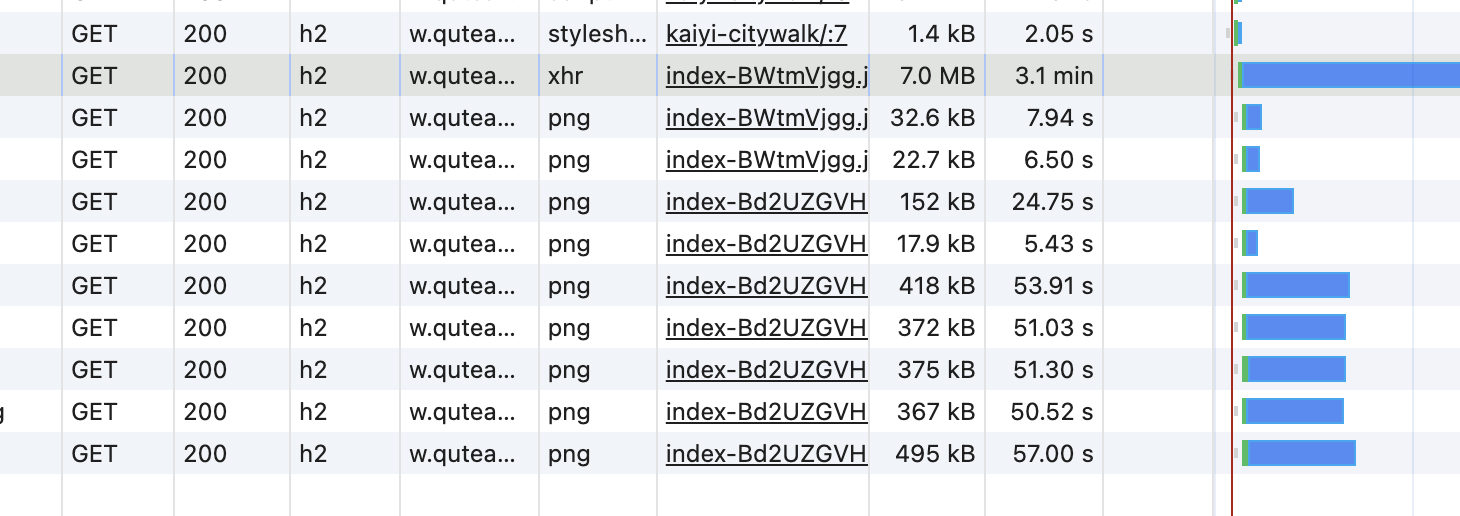 GET 200 h2 w.qutea... stylesh... kaiyi-citywalk/:7 1.4 kB 2.05 s
GET 200 h2 w.qutea... xhr index-BWtmVjgg.j 7.0 MB 3.1 min
GET 200 h2 w.qutea... png index-BWtmVjgg.j 32.6 kB 7.94 s
GET 200 h2 w.qutea... png index-BWtmVjgg.j 22.7 kB 6.50 s
GET 200 h2 w.qutea... png index-Bd2UZGVH 152 kB 24.75 s
GET 200 h2 w.qutea... png index-Bd2UZGVH 17.9 kB 5.43 s
GET 200 h2 w.qutea... png index-Bd2UZGVH 418 kB 53.91 s
GET 200 h2 w.qutea... png index-Bd2UZGVH 372 kB 51.03 s
GET 200 h2 w.qutea... png index-Bd2UZGVH 375 kB 51.30 s
g GET 200 h2 w.qutea... png index-Bd2UZGVH 367 kB 50.52 s
GET 200 h2 w.qutea... png index-Bd2UZGVH 495 kB 57.00 s